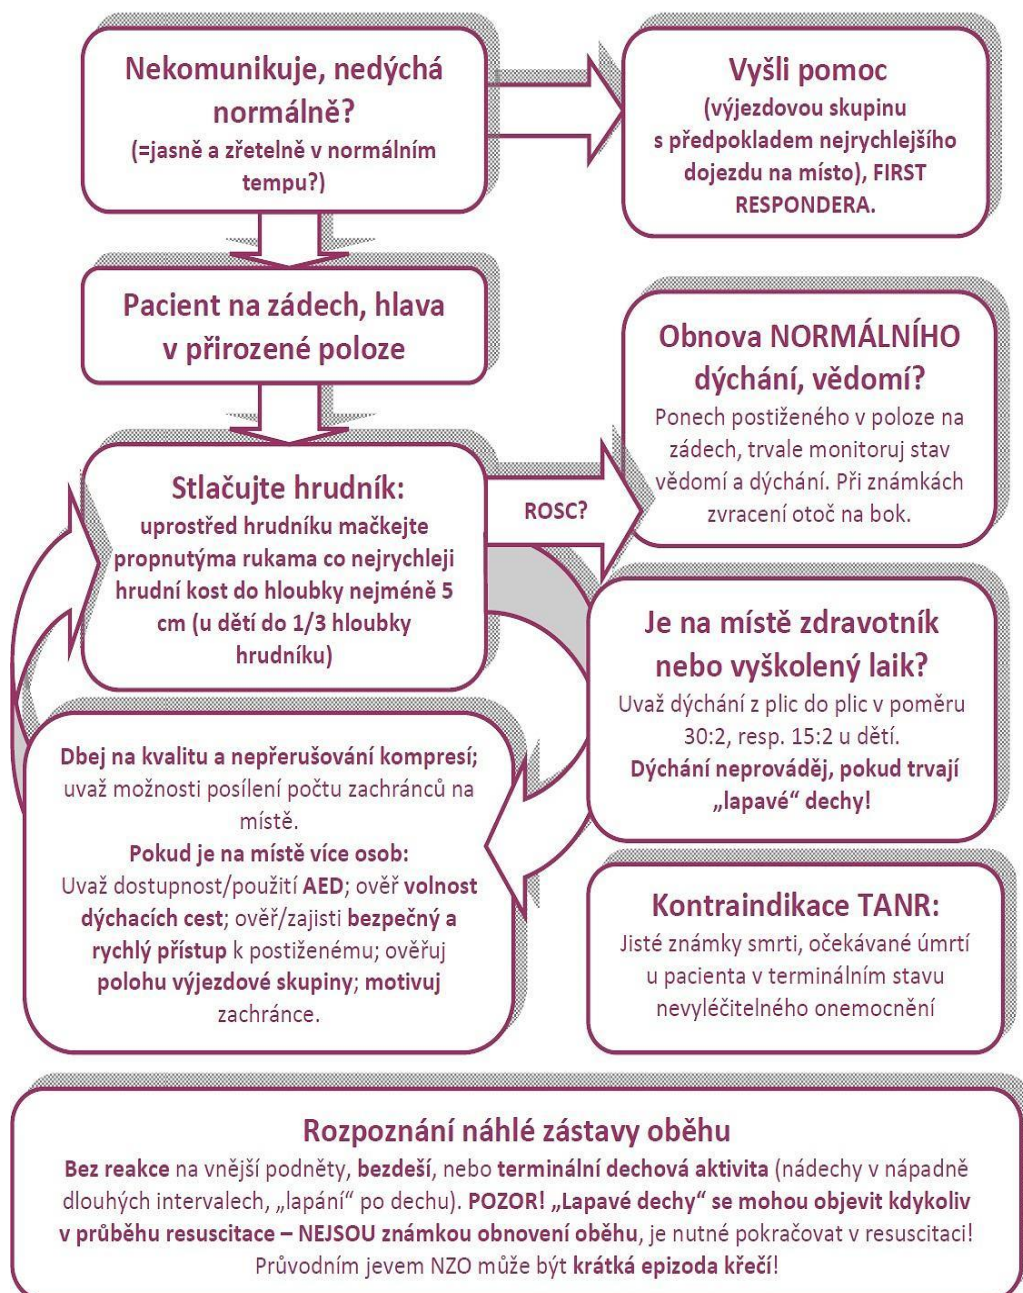 Nekomunikuje, nedýchá
normálně?
(=jasně a zřetelně v normálním
tempu?)
Vyšli pomoc
(výjezdovou skupinu
s předpokladem nejrychlejšího
dojezdu na místo), FIRST
RESPONDERA.
Pacient na zádech, hlava
v přirozené poloze
Obnova NORMÁLNÍHO
dýchání, vědomí?
Ponech postiženého v poloze na
zádech, trvale monitoruj stav
vědomí a dýchání. Při známkách
zvracení otoč na bok.
Stlačujte hrudník:
uprostřed hrudníku mačkejte
propnutýma rukama co nejrychleji
hrudní kost do hloubky nejméně 5
cm (u dětí do 1/3 hloubky
hrudníku)
ROSC?
Je na místě zdravotník
nebo vyškolený laik?
Uvaž dýchání z plic do plic v poměru
30:2, resp. 15:2 u dětí.
Dýchání neprováděj, pokud trvají
„lapavé“ dechy!
Dbej na kvalitu a nepřerušování kompresí;
uvaž možnosti posílení počtu zachránců na
místě.
Pokud je na místě více osob:
Uvaž dostupnost/použití AED; ověř volnost
dýchacích cest; ověř/zajisti bezpečný a
rychlý přístup k postiženému; ověřuj
polohu výjezdové skupiny; motivuj
zachránce.
Kontraindikace TANR:
Jisté známky smrti, očekávané úmrtí
u pacienta v terminálním stavu
nevyléčitelného onemocnění
Rozpoznání náhlé zástavy oběhu
Bez reakce na vnější podněty, bezdeší, nebo terminální dechová aktivita (nádechy v nápadně
dlouhých intervalech, „lapání“ po dechu). POZOR! „Lapavé dechy“ se mohou objevit kdykoliv
v průběhu resuscitace – NEJSOU známkou obnovení oběhu, je nutné pokračovat v resuscitaci!
Průvodním jevem NZO může být krátká epizoda křečí!